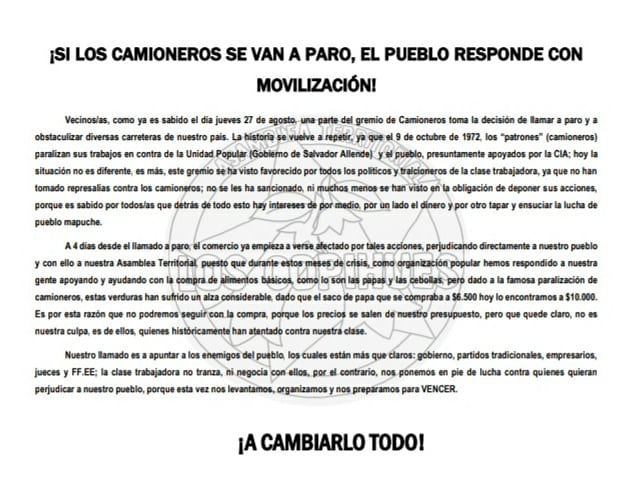 ¡SI LOS CAMIONEROS SE VAN A PARO, EL PUEBLO RESPONDE CON
MOVILIZACIÓN!
Vecinos/as, como ya es sabido el día jueves 27 de agosto, una parte del gremio de Camioneros toma la decisión de llamar a paro y a
obstaculizar diversas carreteras de nuestro país. La historia se vuelve a repetir, ya que el 9 de octubre de 1972, los “patrones” (camioneros)
paralizan sus trabajos en contra de la Unidad Popular (Gobierno de Salvador Allende) y el pueblo, presuntamente apoyados por la CIA; hoy la
situación no es diferente, es más, este gremio se ha visto favorecido por todos los políticos y traicioneros de la clase trabajadora, ya que no han
tomado represalias contra los camioneros; no se les ha sancionado, ni muchos menos se han visto en la obligación de deponer sus acciones,
porque es sabido por todos/as que detrás de todo esto hay intereses de por medio, por un lado el dinero y por otro tapar y ensuciar la lucha de
pueblo mapuche.
A 4 días desde el llamado a paro, el comercio ya empieza a verse afectado por tales acciones, perjudicando directamente a nuestro pueblo
y con ello a nuestra Asamblea Territorial, puesto que durante estos meses de crisis, como organización popular hemos respondido a nuestra
gente apoyando y ayudando con la compra de alimentos básicos, como lo son las papas y las cebollas, pero dado a la famosa paralización de
camioneros, estas verduras han sufrido un alza considerable, dado que el saco de papa que se compraba a $6.500 hoy lo encontramos a $10.000.
Es por esta razón que no podremos seguir con la compra, porque los precios se salen de nuestro presupuesto, pero que quede claro, no es
nuestra culpa, es de ellos, quienes históricamente han atentado contra nuestra clase.
Nuestro llamado es a apuntar a los enemigos del pueblo, los cuales están más que claros: gobierno, partidos tradicionales, empresarios,
jueces y FF.EE; la clase trabajadora no tranza, ni negocia con ellos, por el contrario, nos ponemos en pie de lucha contra quienes quieran
perjudicar a nuestro pueblo, porque esta vez nos levantamos, organizamos y nos preparamos para VENCER.
¡A CAMBIARLO TODO!
ASAMBLEA TERRITORIAL
LOS COPIHUES